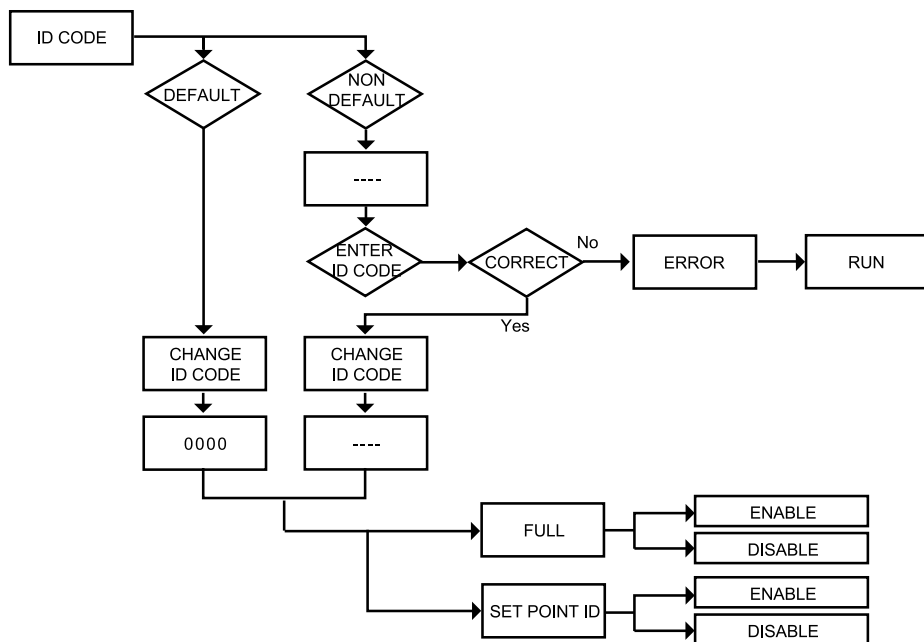 ID CODE
DEFAULT
NON
DEFAULT
----
ENTER
ID CODE
CORRECT
No
ERROR
RUN
Yes
CHANGE
ID CODE
CHANGE
ID CODE
0000
----
FULL
ENABLE
DISABLE
SET POINT ID
ENABLE
DISABLE